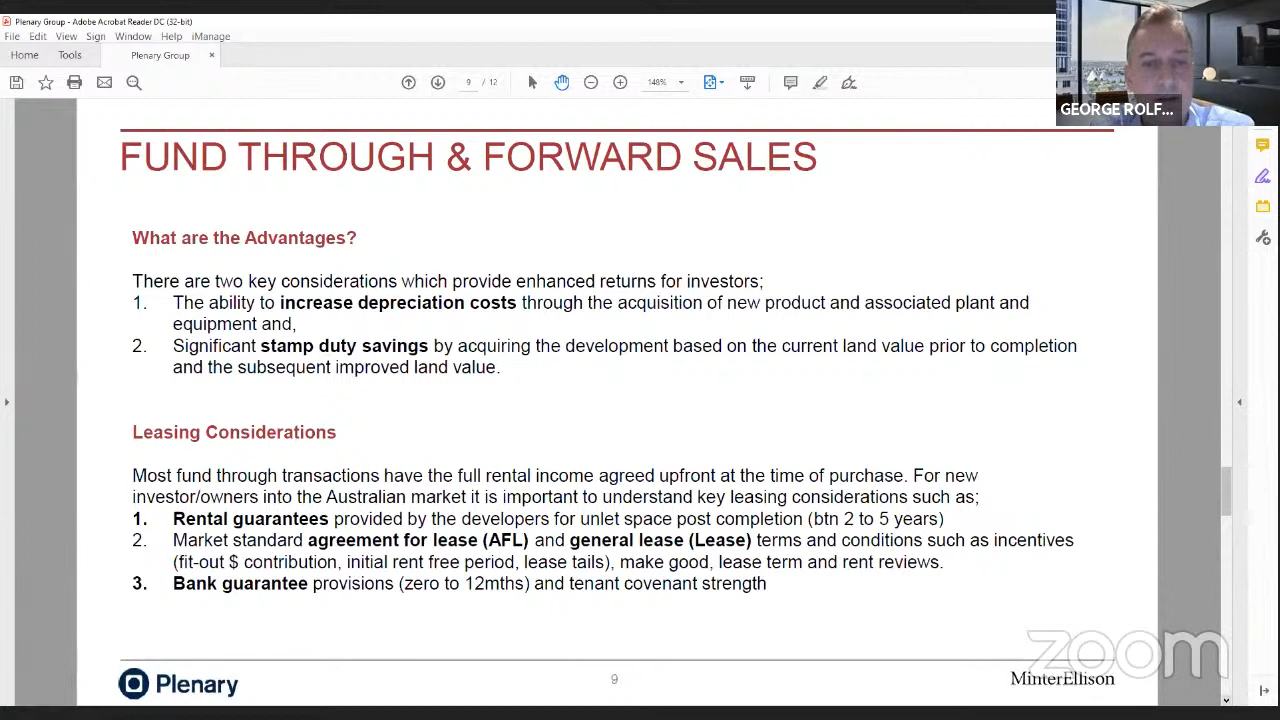 Plenary Group - Adobe Acrobat Reader DC (32-bit)
File Edit View Sign Window Help iManage
Home Tools Plenary Group ×
9 / 12 148%
GEORGE ROLF...
FUND THROUGH & FORWARD SALES
What are the Advantages?
There are two key considerations which provide enhanced returns for investors;
1. The ability to increase depreciation costs through the acquisition of new product and associated plant and
equipment and,
2. Significant stamp duty savings by acquiring the development based on the current land value prior to completion
and the subsequent improved land value.
Leasing Considerations
Most fund through transactions have the full rental income agreed upfront at the time of purchase. For new
investor/owners into the Australian market it is important to understand key leasing considerations such as;
1. Rental guarantees provided by the developers for unlet space post completion (btn 2 to 5 years)
2. Market standard agreement for lease (AFL) and general lease (Lease) terms and conditions such as incentives
(fit-out $ contribution, initial rent free period, lease tails), make good, lease term and rent reviews.
3. Bank guarantee provisions (zero to 12mths) and tenant covenant strength
zoom
Plenary
9
MinterEllison